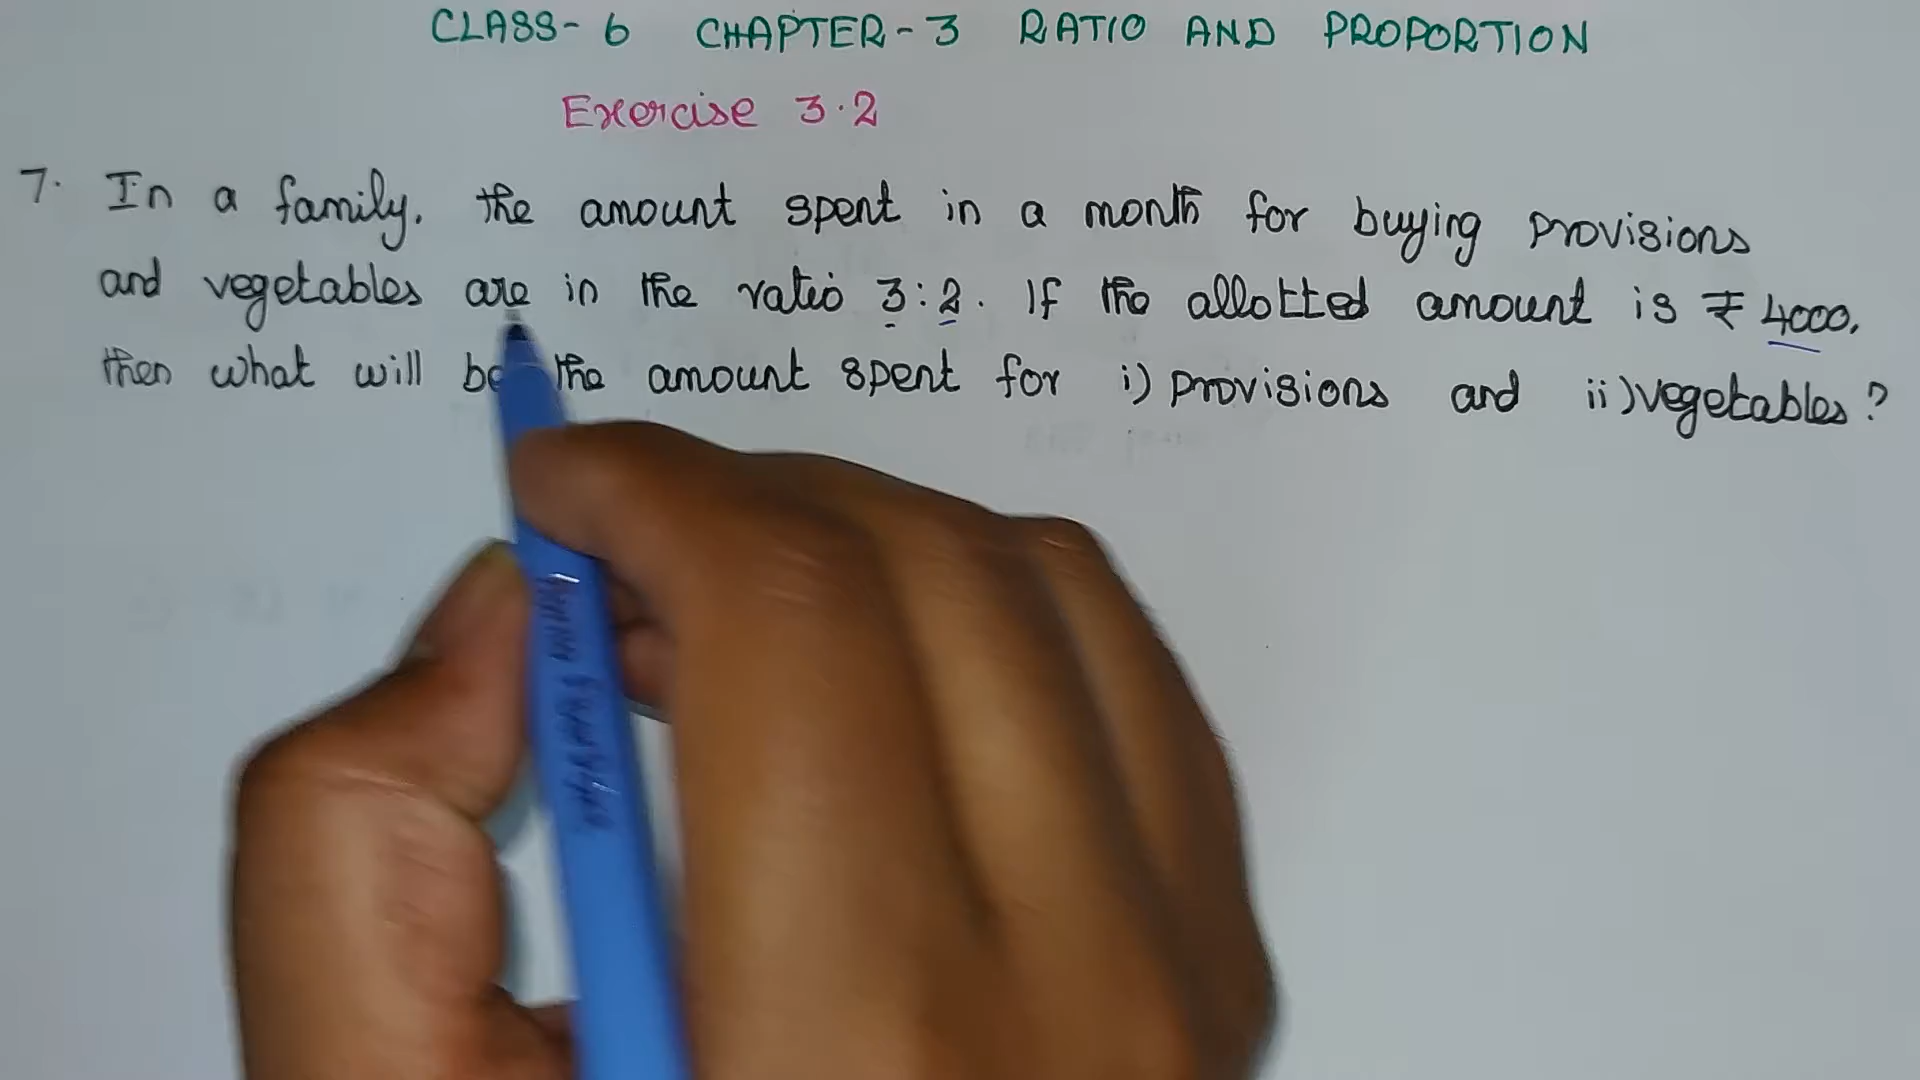 CLASS- 6 CHAPTER- 3 RATIO AND PROPORTION
Exercise 3.2
7. In a family, the amount spent in a month for buying provisions
and vegetables are in the ratio 3:2. If the allotted amount is ₹ 4000,
then what will be the amount spent for i) provisions and ii) vegetables?